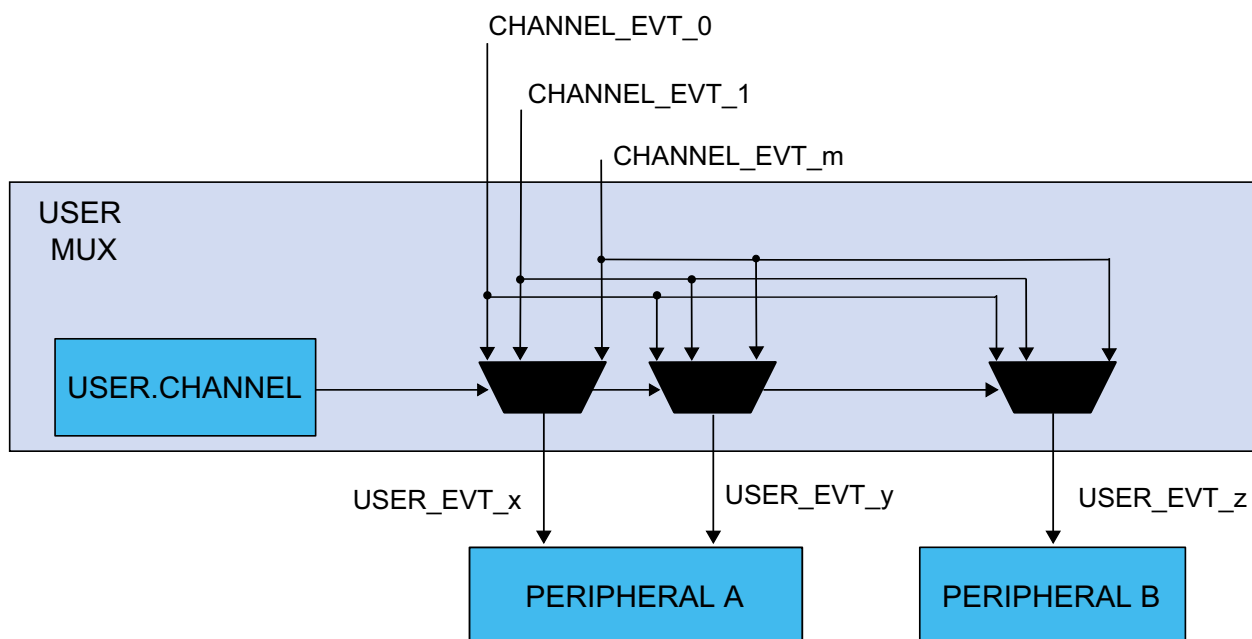 CHANNEL_EVT_0
CHANNEL_EVT_1
CHANNEL_EVT_m
USER
MUX
USER.CHANNEL
USER_EVT_x
USER_EVT_y
USER_EVT_z
PERIPHERAL A
PERIPHERAL B